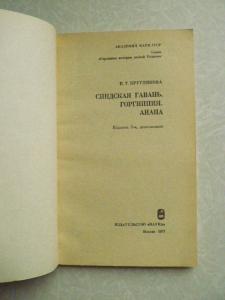 АКАДЕМИЯ НАУК СССР
Серия
«Страницы истории нашей Родины»
И. Т. КРУГЛИКОВА
СИНДСКАЯ ГАВАНЬ.
ГОРГИППИЯ.
АНАПА
Издание 2-е, дополненное
ИЗДАТЕЛЬСТВО «НАУКА»
Москва 1977